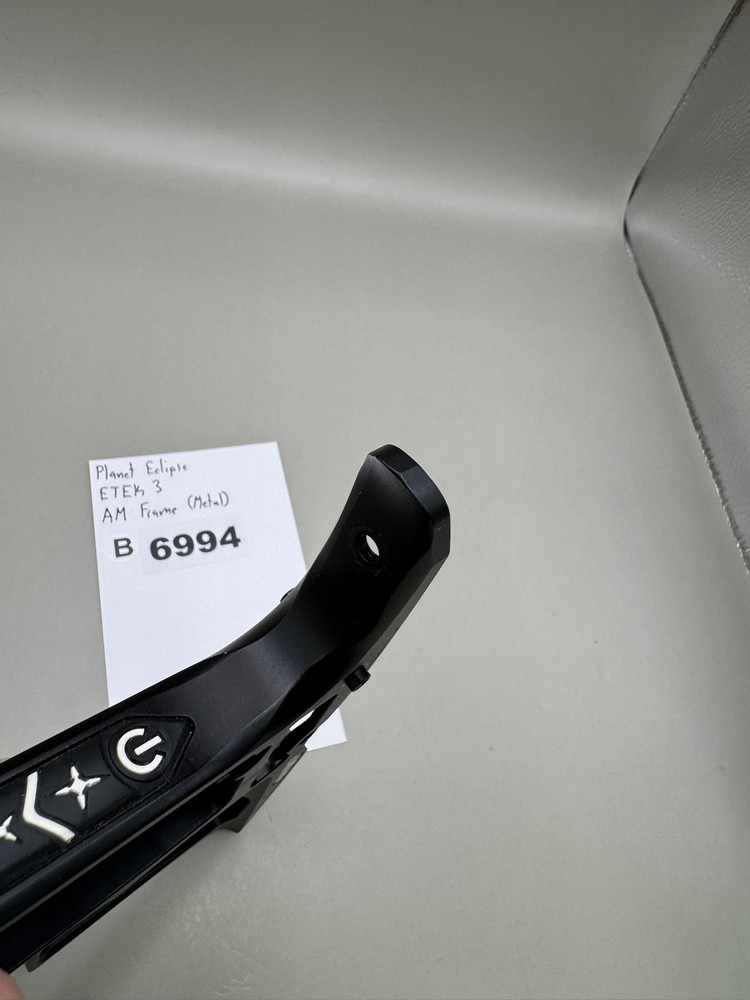 Planet Eclipse
ETEK 3
AM Frame (Metal)
B 6994